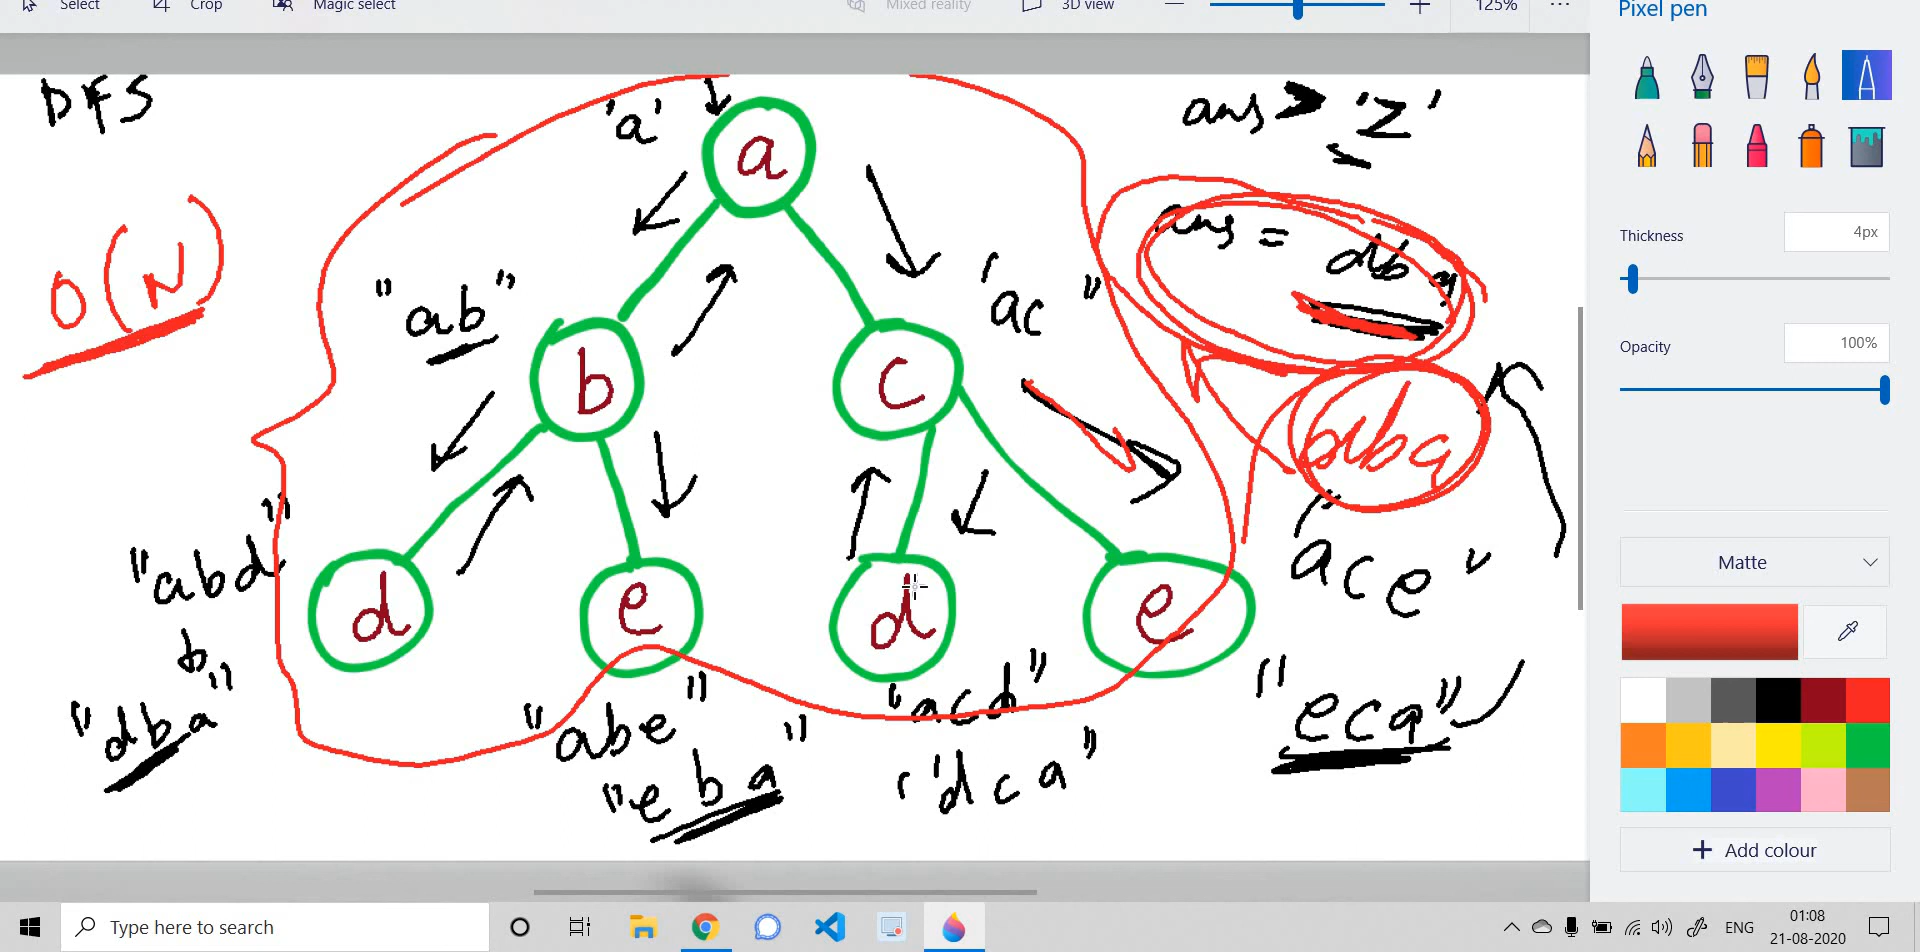 Select Crop Magic select Mixed reality 3D view 125%
Pixel pen
DFS
'a'
a
ans > 'z'
O(N)
ans = dba
"ab"
'ac"
b
c
dba
"abd"
d
e
d
e
ace"
b"
"dba"
"abe"
'acd"
"eca"
"eba"
"dca"
Thickness 4px
Opacity 100%
Matte
+ Add colour
Type here to search
ENG
01:08
21-08-2020